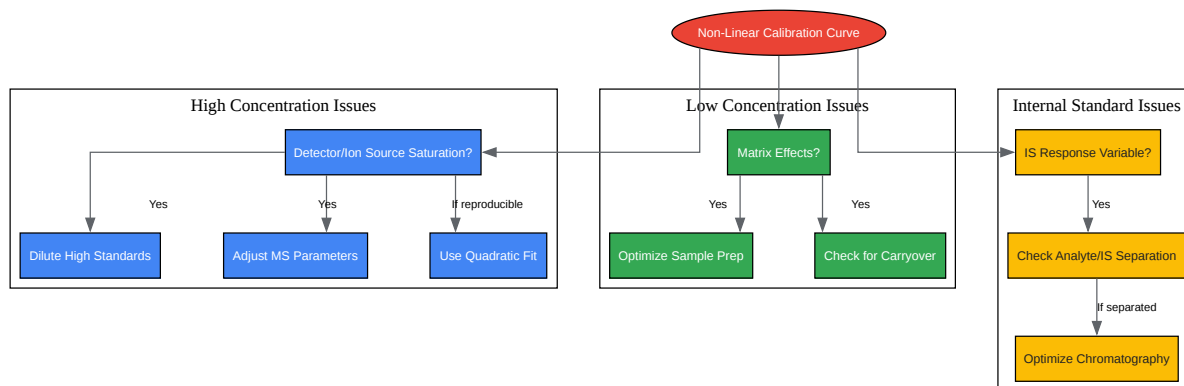 Non-Linear Calibration Curve
High Concentration Issues
Low Concentration Issues
Internal Standard Issues
Detector/Ion Source Saturation?
Matrix Effects?
IS Response Variable?
Yes
Yes
If reproducible
Yes
Yes
Yes
Dilute High Standards
Adjust MS Parameters
Use Quadratic Fit
Optimize Sample Prep
Check for Carryover
Check Analyte/IS Separation
If separated
Optimize Chromatography